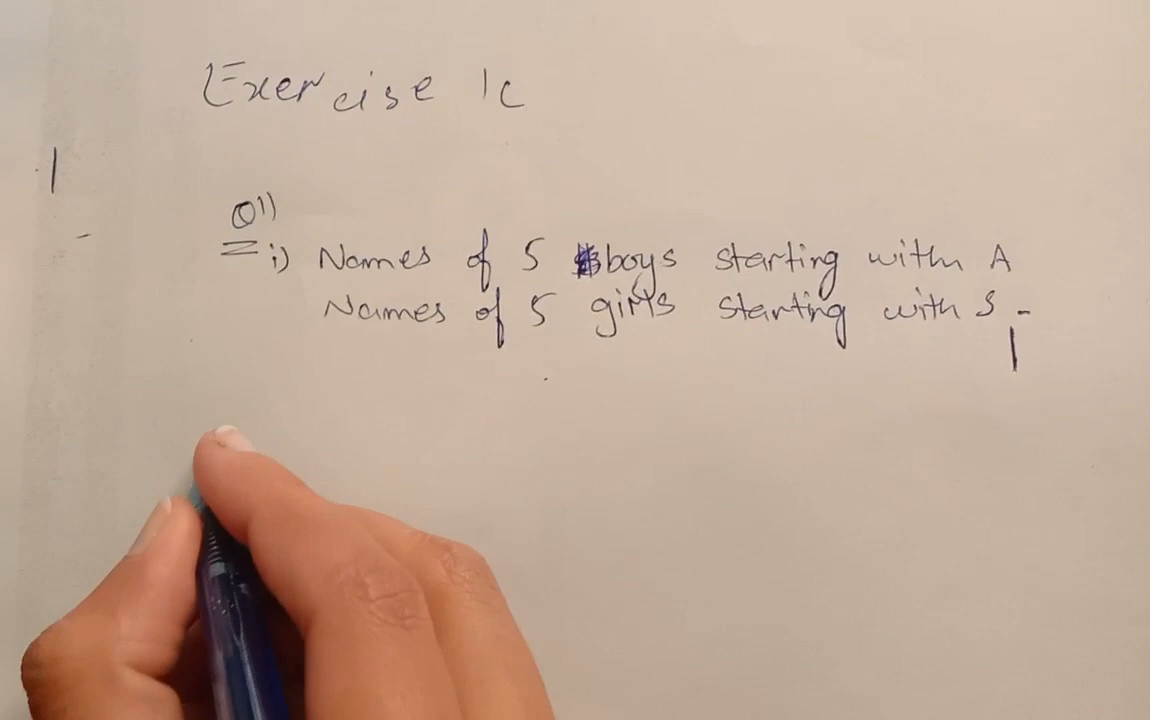 Exercise 1c
Q1)
i) Names of 5 boys starting with A
Names of 5 girls starting with S